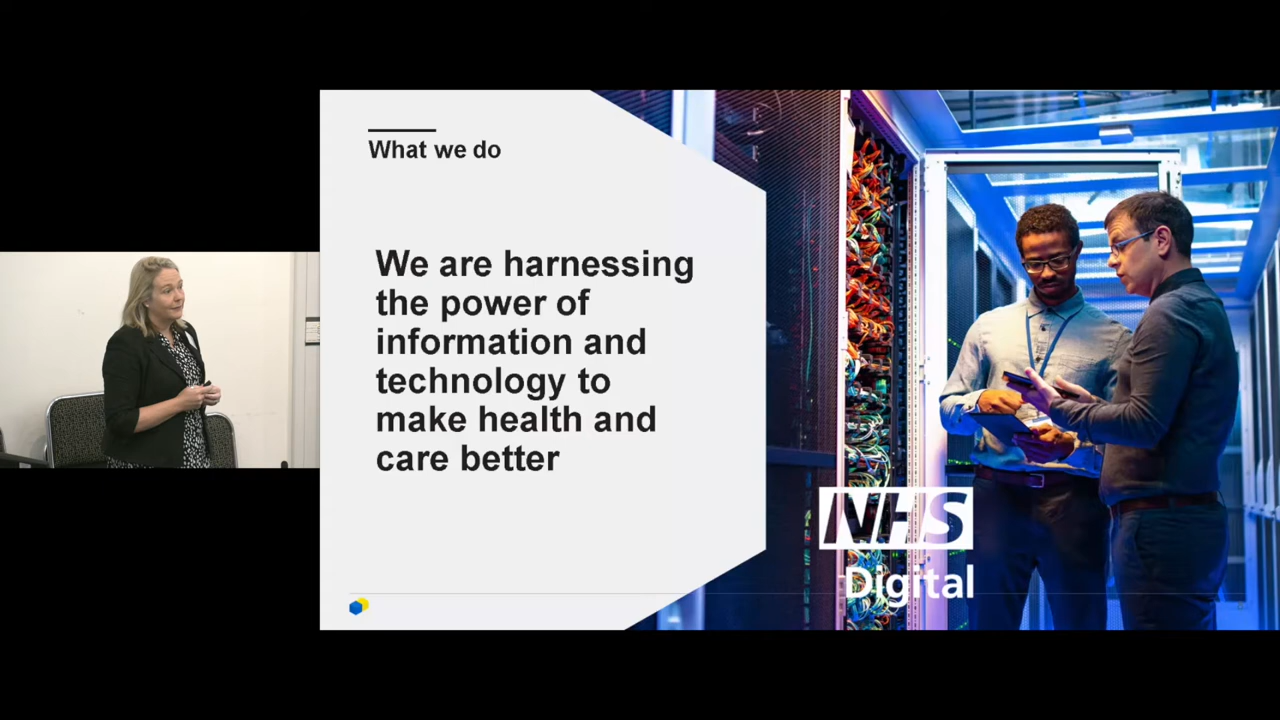 What we do
We are harnessing
the power of
information and
technology to
make health and
care better
NHS
Digital